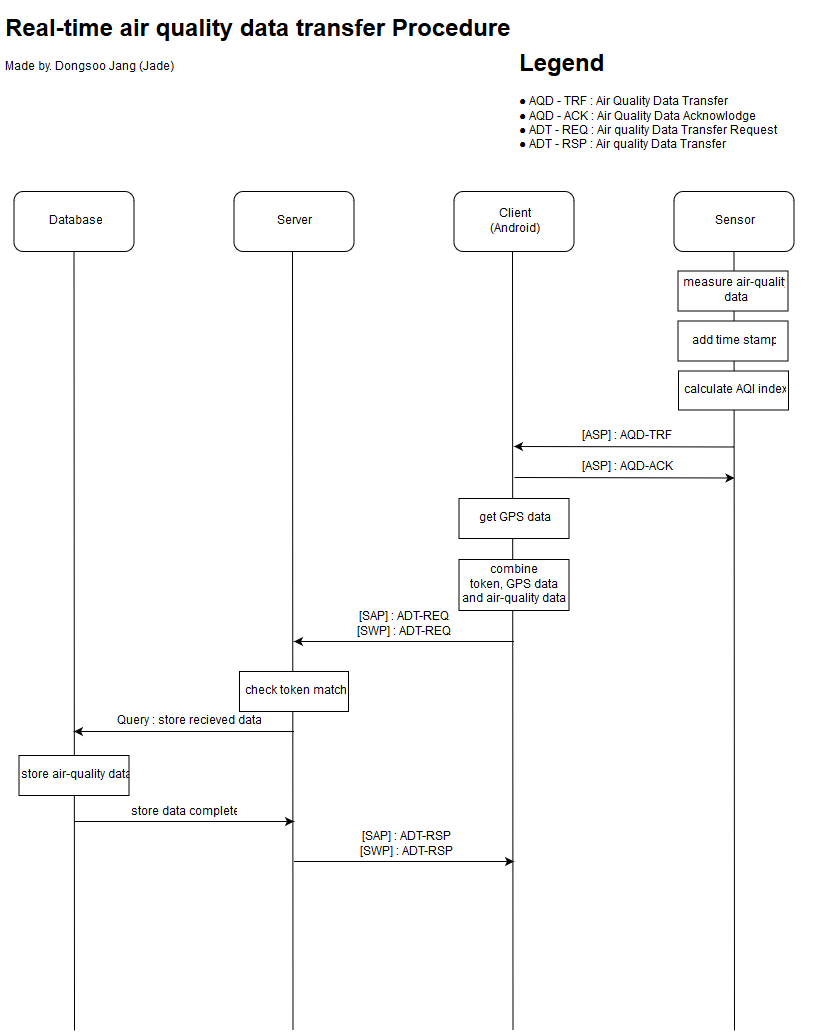 Real-time air quality data transfer Procedure
Made by. Dongsoo Jang (Jade)
Legend
● AQD - TRF : Air Quality Data Transfer
● AQD - ACK : Air Quality Data Acknowlodge
● ADT - REQ : Air quality Data Transfer Request
● ADT - RSP : Air quality Data Transfer
Database
Server
Client
(Android)
Sensor
measure air-quality
data
add time stamp
calculate AQI index
[ASP] : AQD-TRF
[ASP] : AQD-ACK
get GPS data
combine
token, GPS data
and air-quality data
[SAP] : ADT-REQ
[SWP] : ADT-REQ
check token match
Query : store recieved data
store air-quality data
store data complete
[SAP] : ADT-RSP
[SWP] : ADT-RSP